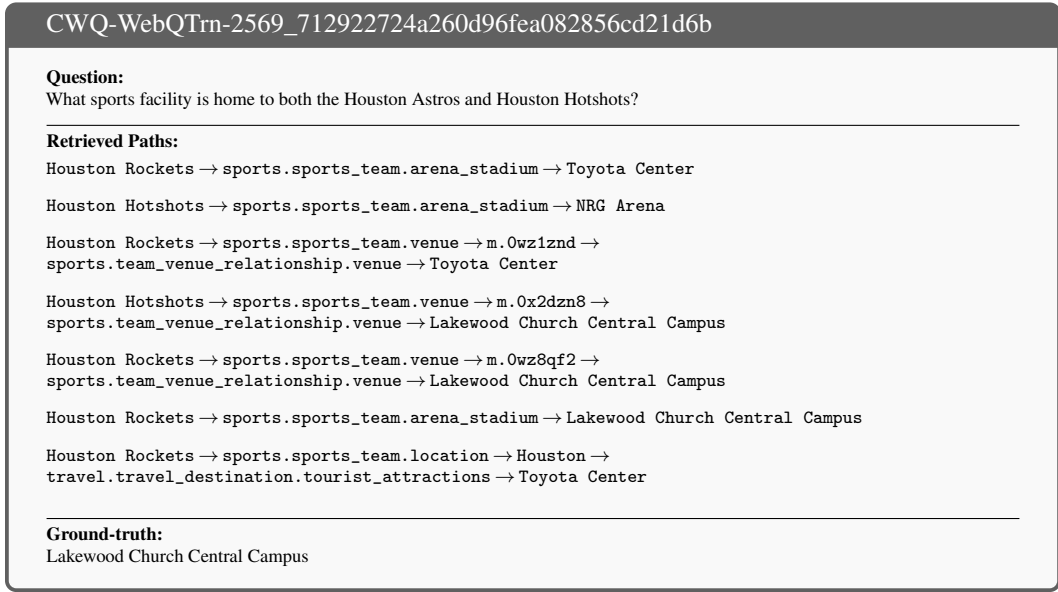 CWQ-WebQTrn-2569_712922724a260d96fea082856cd21d6b
Question:
What sports facility is home to both the Houston Astros and Houston Hotshots?
Retrieved Paths:
Houston Rockets → sports.sports_team.arena_stadium → Toyota Center
Houston Hotshots → sports.sports_team.arena_stadium → NRG Arena
Houston Rockets → sports.sports_team.venue → m.0wz1znd →
sports.team_venue_relationship.venue → Toyota Center
Houston Hotshots → sports.sports_team.venue → m.0x2dzn8 →
sports.team_venue_relationship.venue → Lakewood Church Central Campus
Houston Rockets → sports.sports_team.venue → m.0wz8qf2 →
sports.team_venue_relationship.venue → Lakewood Church Central Campus
Houston Rockets → sports.sports_team.arena_stadium → Lakewood Church Central Campus
Houston Rockets → sports.sports_team.location → Houston →
travel.travel_destination.tourist_attractions → Toyota Center
Ground-truth:
Lakewood Church Central Campus